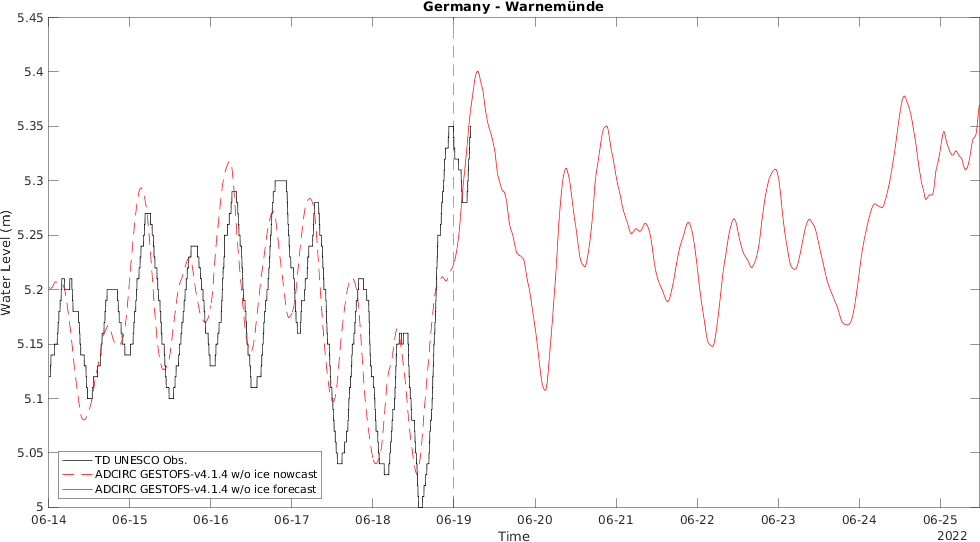 Germany - Warnemünde
5.45
5.4
5.35
5.3
5.25
5.2
5.15
5.1
5.05
5
Water Level (m)
TD UNESCO Obs.
ADCIRC GESTOFS-v4.1.4 w/o ice nowcast
ADCIRC GESTOFS-v4.1.4 w/o ice forecast
06-14 06-15 06-16 06-17 06-18 06-19 06-20 06-21 06-22 06-23 06-24 06-25
2022
Time